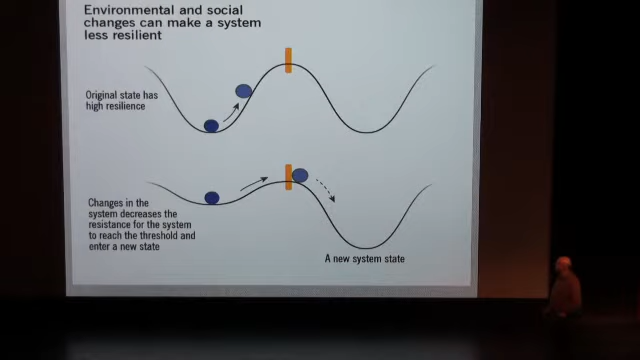 Environmental and social
changes can make a system
less resilient
Original state has
high resilience
Changes in the
system decreases the
resistance for the system
to reach the threshold and
enter a new state
A new system state